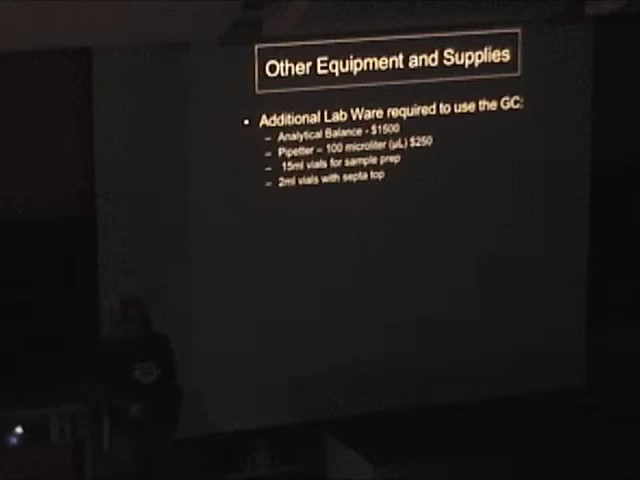 Other Equipment and Supplies
• Additional Lab Ware required to use the GC:
– Analytical Balance - $1500
– Pipetter – 100 microliter (µL) $250
– 15ml vials for sample prep
– 2ml vials with septa top